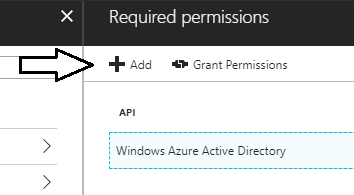 Required permissions
Add Grant Permissions
API
Windows Azure Active Directory